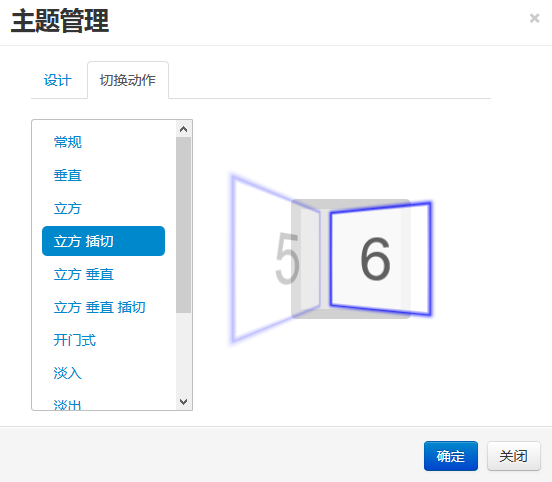 主题管理
×
设计 切换动作
常规
垂直
立方
立方 插切
立方 垂直
立方 垂直 插切
开门式
淡入
淡出
5 6
确定 关闭